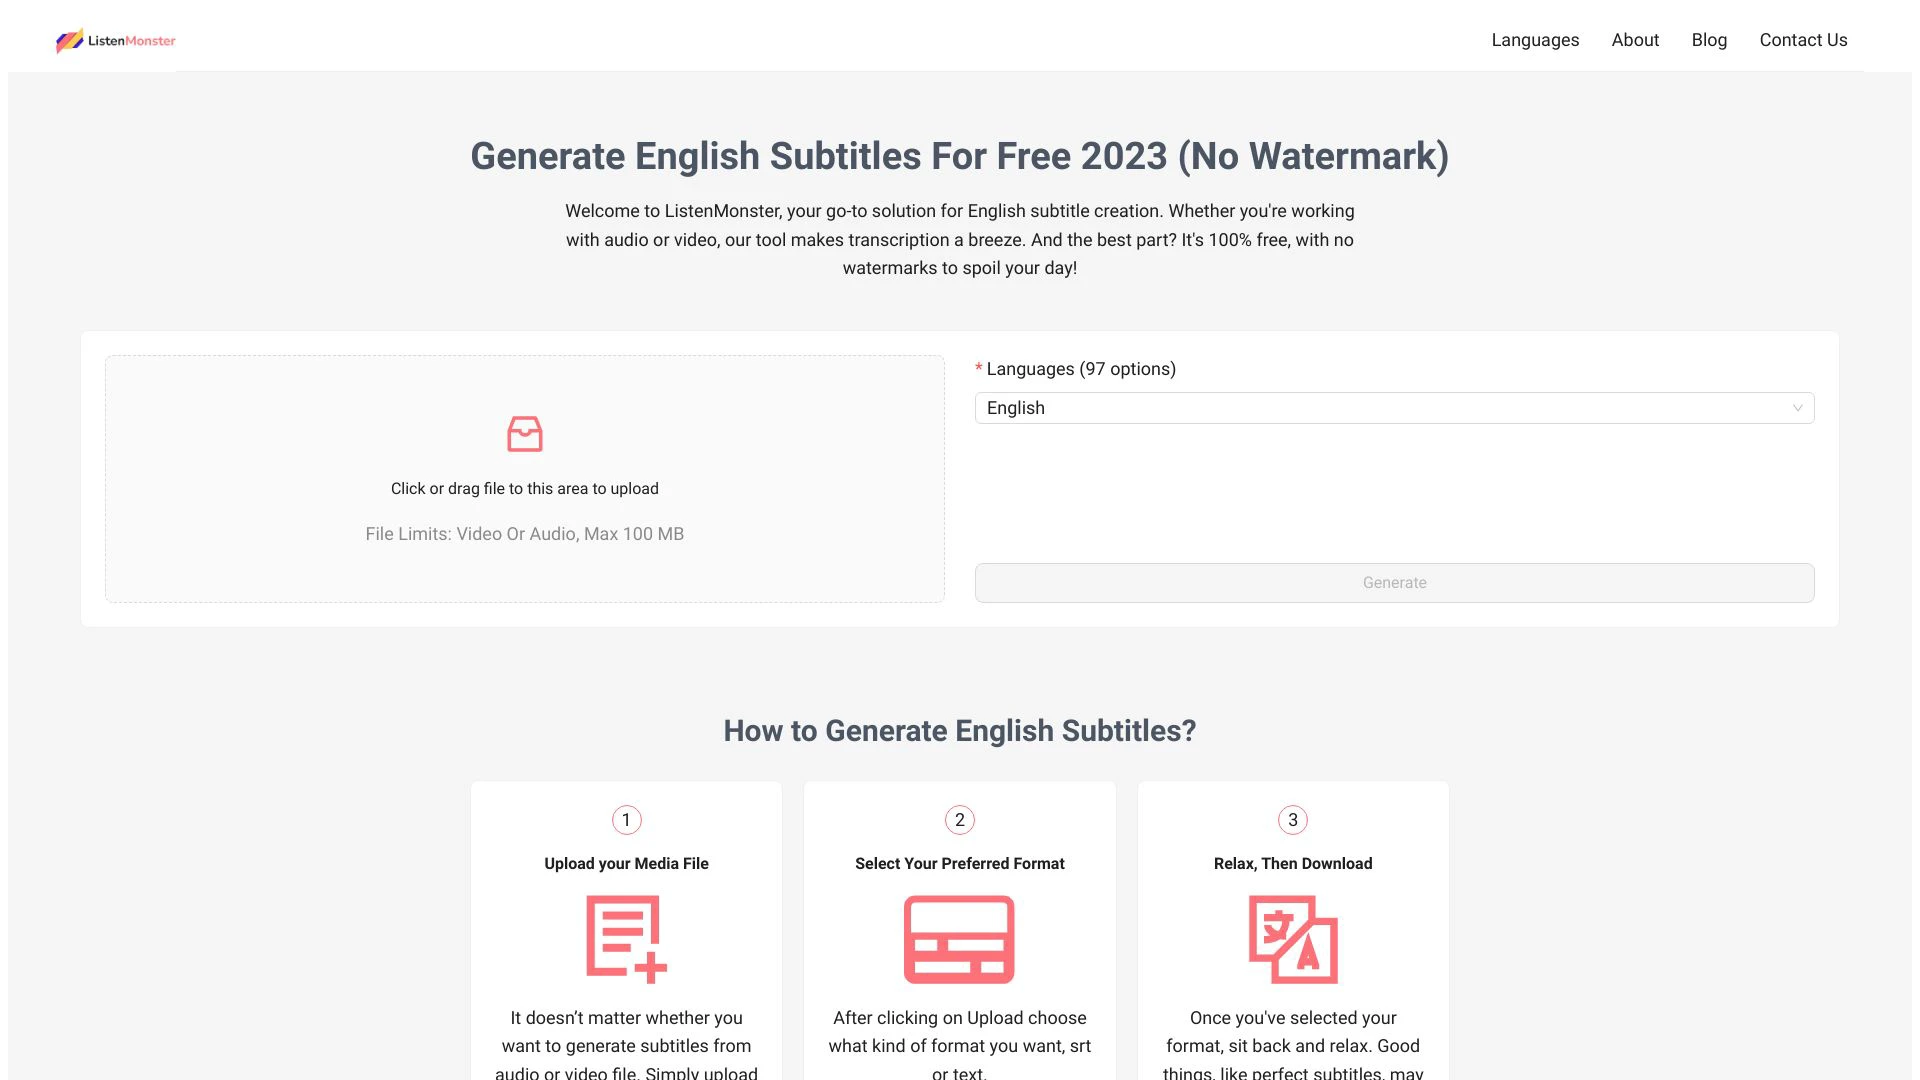 ListenMonster
Languages About Blog Contact Us
Generate English Subtitles For Free 2023 (No Watermark)
Welcome to ListenMonster, your go-to solution for English subtitle creation. Whether you're working
with audio or video, our tool makes transcription a breeze. And the best part? It's 100% free, with no
watermarks to spoil your day!
Click or drag file to this area to upload
File Limits: Video Or Audio, Max 100 MB
* Languages (97 options)
English
Generate
How to Generate English Subtitles?
1
Upload your Media File
It doesn’t matter whether you
want to generate subtitles from
audio or video file. Simply upload
2
Select Your Preferred Format
After clicking on Upload choose
what kind of format you want, srt
or text.
3
Relax, Then Download
Once you've selected your
format, sit back and relax. Good
things, like perfect subtitles, may